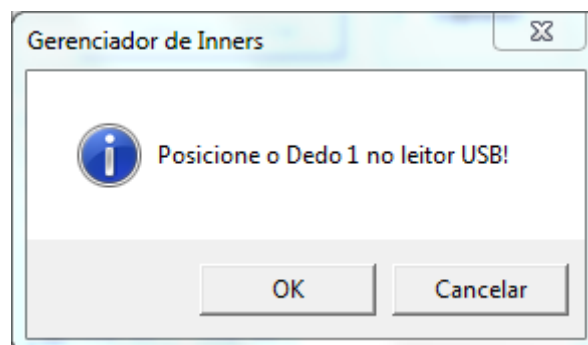 Gerenciador de Inners
Posicione o Dedo 1 no leitor USB!
OK
Cancelar